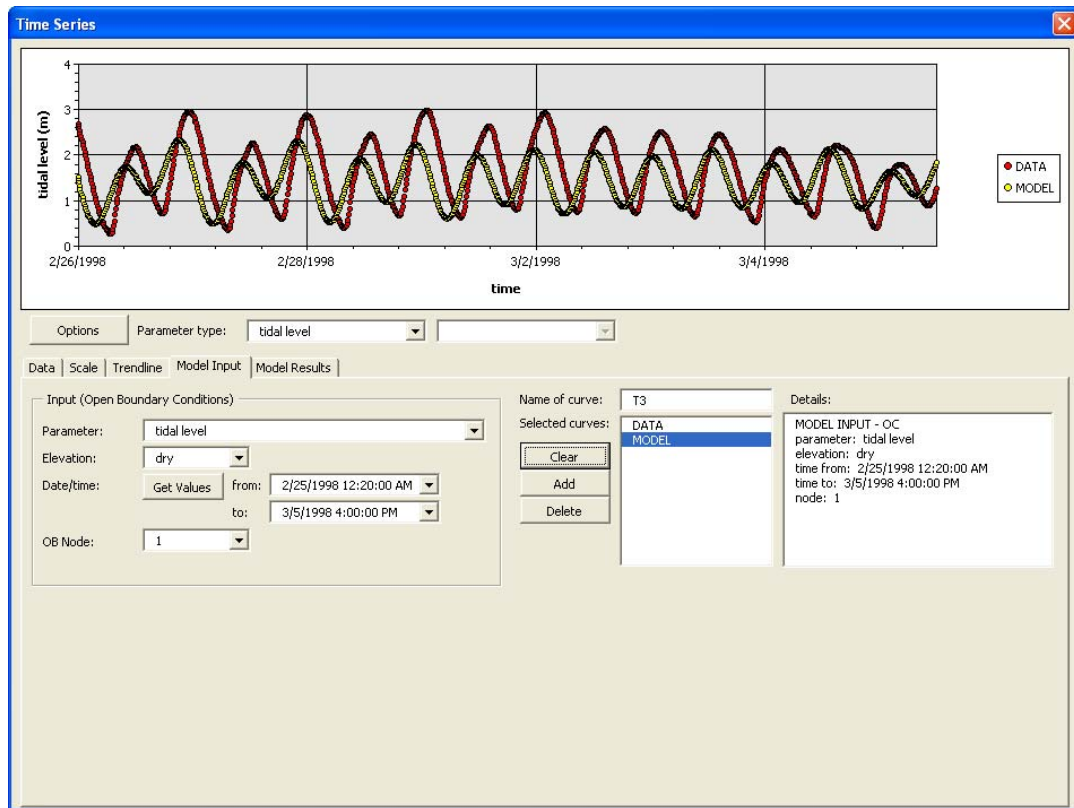 Time Series
4
3
2
1
0
tidal level (m)
2/26/1998 2/28/1998 3/2/1998 3/4/1998
time
DATA
MODEL
Options Parameter type: tidal level
Data Scale Trendline Model Input Model Results
Input (Open Boundary Conditions)
Parameter: tidal level
Elevation: dry
Date/time: Get Values from: 2/25/1998 12:20:00 AM
to: 3/5/1998 4:00:00 PM
OB Node: 1
Name of curve: T3
Selected curves: DATA
MODEL
Clear
Add
Delete
Details:
MODEL INPUT - OC
parameter: tidal level
elevation: dry
time from: 2/25/1998 12:20:00 AM
time to: 3/5/1998 4:00:00 PM
node: 1